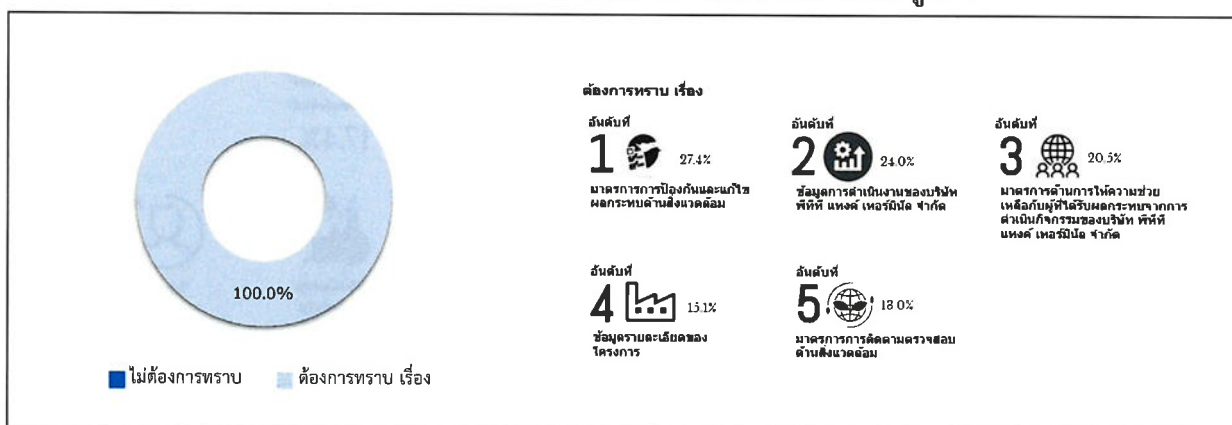 100.0%
ไม่ต้องการทราบ
ต้องการทราบ เรื่อง
ต้องการทราบ เรื่อง
อันดับที่
1 27.4%
มาตรการการป้องกันและแก้ไข
ผลกระทบด้านสิ่งแวดล้อม
อันดับที่
2 24.0%
ข้อมูลการดำเนินงานของบริษัท
พีทีที แทงค์ เทอร์มินัล จำกัด
อันดับที่
3 20.5%
มาตรการด้านการให้ความช่วย
เหลือกับผู้ที่ได้รับผลกระทบจากการ
ดำเนินกิจกรรมของบริษัท พีทีที
แทงค์ เทอร์มินัล จำกัด
อันดับที่
4 15.1%
ข้อมูลรายละเอียดของ
โครงการ
อันดับที่
5 13.0%
มาตรการการติดตามตรวจสอบ
ด้านสิ่งแวดล้อม